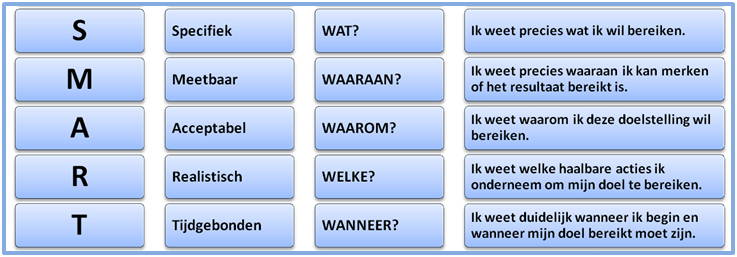 S Specifiek WAT? Ik weet precies wat ik wil bereiken.
M Meetbaar WAARAAN? Ik weet precies waaraan ik kan merken
of het resultaat bereikt is.
A Acceptabel WAAROM? Ik weet waarom ik deze doelstelling wil
bereiken.
R Realistisch WELKE? Ik weet welke haalbare acties ik
onderneem om mijn doel te bereiken.
T Tijdgebonden WANNEER? Ik weet duidelijk wanneer ik begin en
wanneer mijn doel bereikt moet zijn.